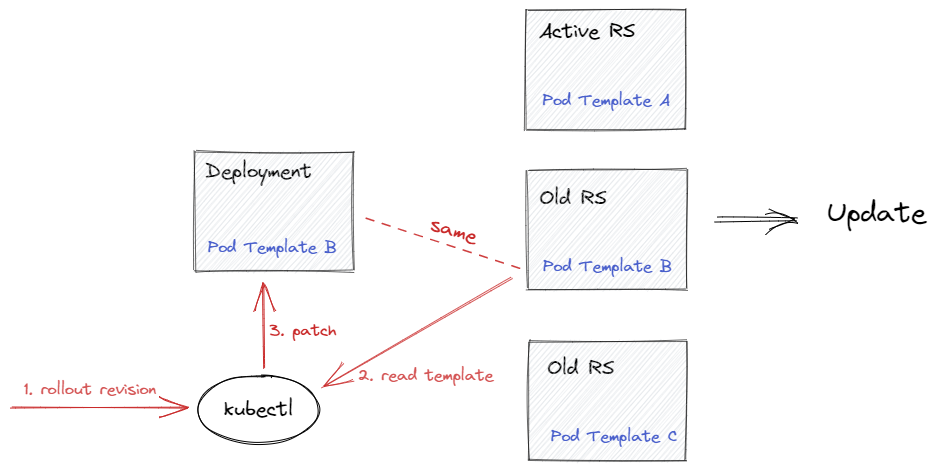 Active RS
Pod Template A
Deployment
Pod Template B
same
Old RS
Pod Template B
Update
3. patch
1. rollout revision
kubectl
2. read template
Old RS
Pod Template C